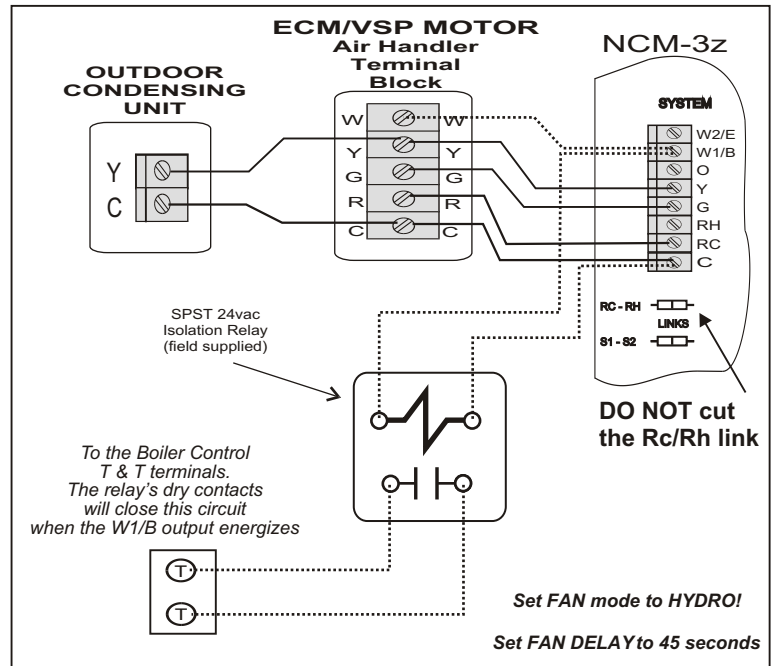 ECM/VSP MOTOR
Air Handler
Terminal
Block
NCM-3z
OUTDOOR
CONDENSING
UNIT
SYSTEM
W
W
Y
Y
G
G
R
R
C
C
Y
C
W2/E
W1/B
O
Y
G
RH
RC
C
RC - RH
LINKS
S1 - S2
SPST 24vac
Isolation Relay
(field supplied)
DO NOT cut
the Rc/Rh link
To the Boiler Control
T & T terminals.
The relay's dry contacts
will close this circuit
when the W1/B output energizes
T
T
Set FAN mode to HYDRO!
Set FAN DELAY to 45 seconds